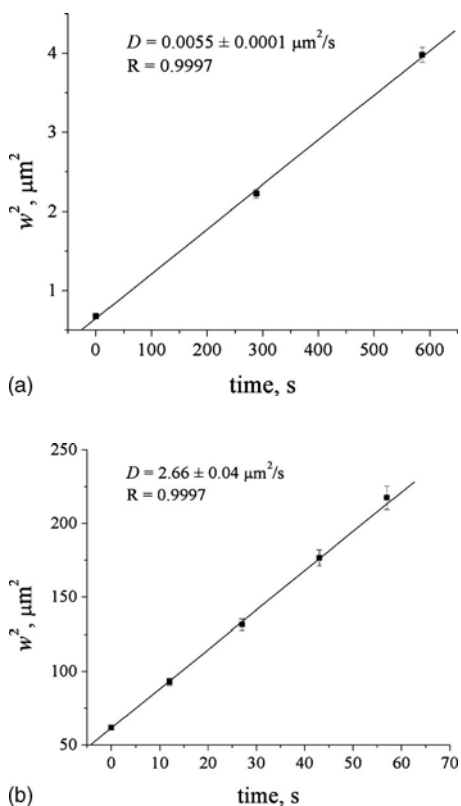 D = 0.0055 ± 0.0001 μm²/s
R = 0.9997
4
3
2
1
w², μm²
0 100 200 300 400 500 600
time, s
(a)
D = 2.66 ± 0.04 μm²/s
R = 0.9997
250
200
150
100
50
w², μm²
0 10 20 30 40 50 60 70
time, s
(b)